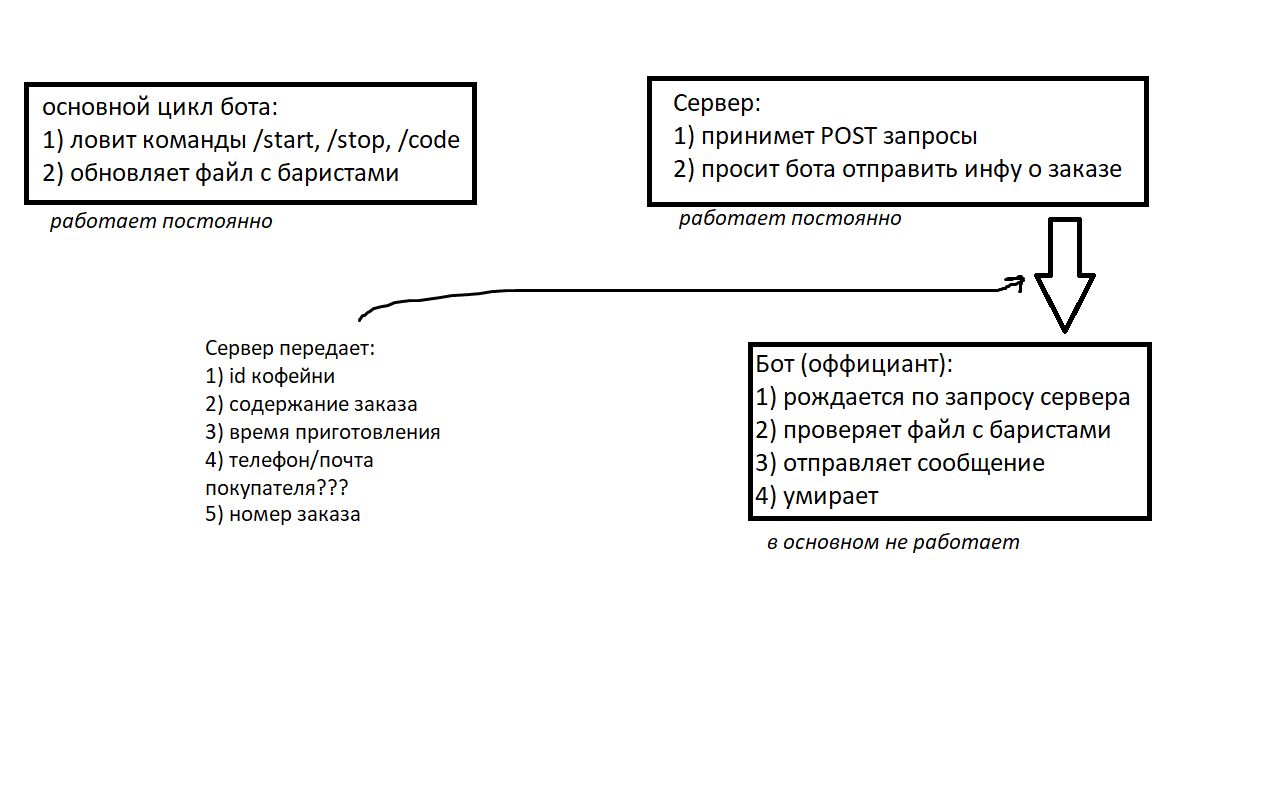 основной цикл бота:
1) ловит команды /start, /stop, /code
2) обновляет файл с баристами
работает постоянно
Сервер:
1) принимет POST запросы
2) просит бота отправить инфу о заказе
работает постоянно
Сервер передает:
1) id кофейни
2) содержание заказа
3) время приготовления
4) телефон/почта
покупателя???
5) номер заказа
Бот (оффициант):
1) рождается по запросу сервера
2) проверяет файл с баристами
3) отправляет сообщение
4) умирает
в основном не работает